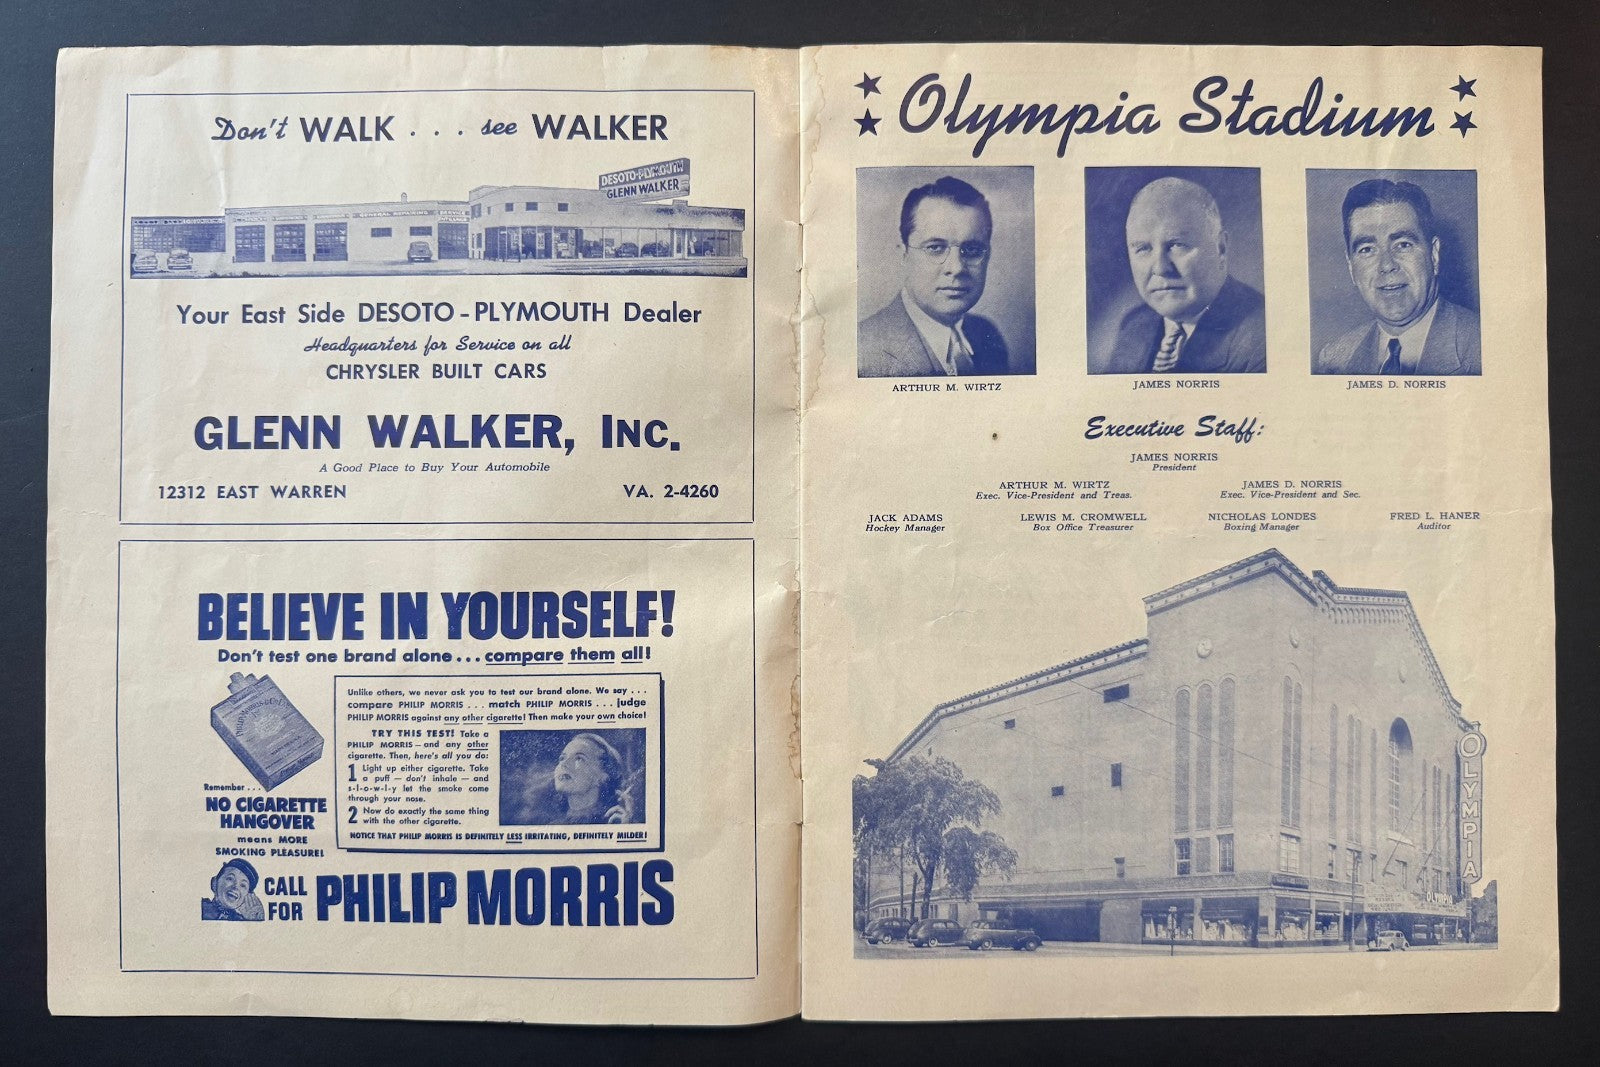 Don't WALK . . . see WALKER
DESOTO-PLYMOUTH
GLENN WALKER
GENERAL REPAIRING
SERVICE
ENTRANCE
Your East Side DESOTO - PLYMOUTH Dealer
Headquarters for Service on all
CHRYSLER BUILT CARS
GLENN WALKER, INC.
A Good Place to Buy Your Automobile
12312 EAST WARREN VA. 2-4260
BELIEVE IN YOURSELF!
Don't test one brand alone . . . compare them all!
Unlike others, we never ask you to test our brand alone. We say . . .
compare PHILIP MORRIS . . . match PHILIP MORRIS . . . judge
PHILIP MORRIS against any other cigarette! Then make your own choice!
TRY THIS TEST! Take a
PHILIP MORRIS — and any other
cigarette. Then, here's all you do:
1 Light up either cigarette. Take
a puff — don't inhale — and
s-l-o-w-l-y let the smoke come
through your nose.
2 Now do exactly the same thing
with the other cigarette.
NOTICE THAT PHILIP MORRIS IS DEFINITELY LESS IRRITATING, DEFINITELY MILDER!
Remember . . .
NO CIGARETTE
HANGOVER
means MORE
SMOKING PLEASURE!
CALL
FOR
PHILIP MORRIS
Olympia Stadium
ARTHUR M. WIRTZ
JAMES NORRIS
JAMES D. NORRIS
Executive Staff:
JAMES NORRIS
President
ARTHUR M. WIRTZ
Exec. Vice-President and Treas.
JAMES D. NORRIS
Exec. Vice-President and Sec.
JACK ADAMS
Hockey Manager
LEWIS M. CROMWELL
Box Office Treasurer
NICHOLAS LONDES
Boxing Manager
FRED L. HANER
Auditor
OLYMPIA
OLYMPIA